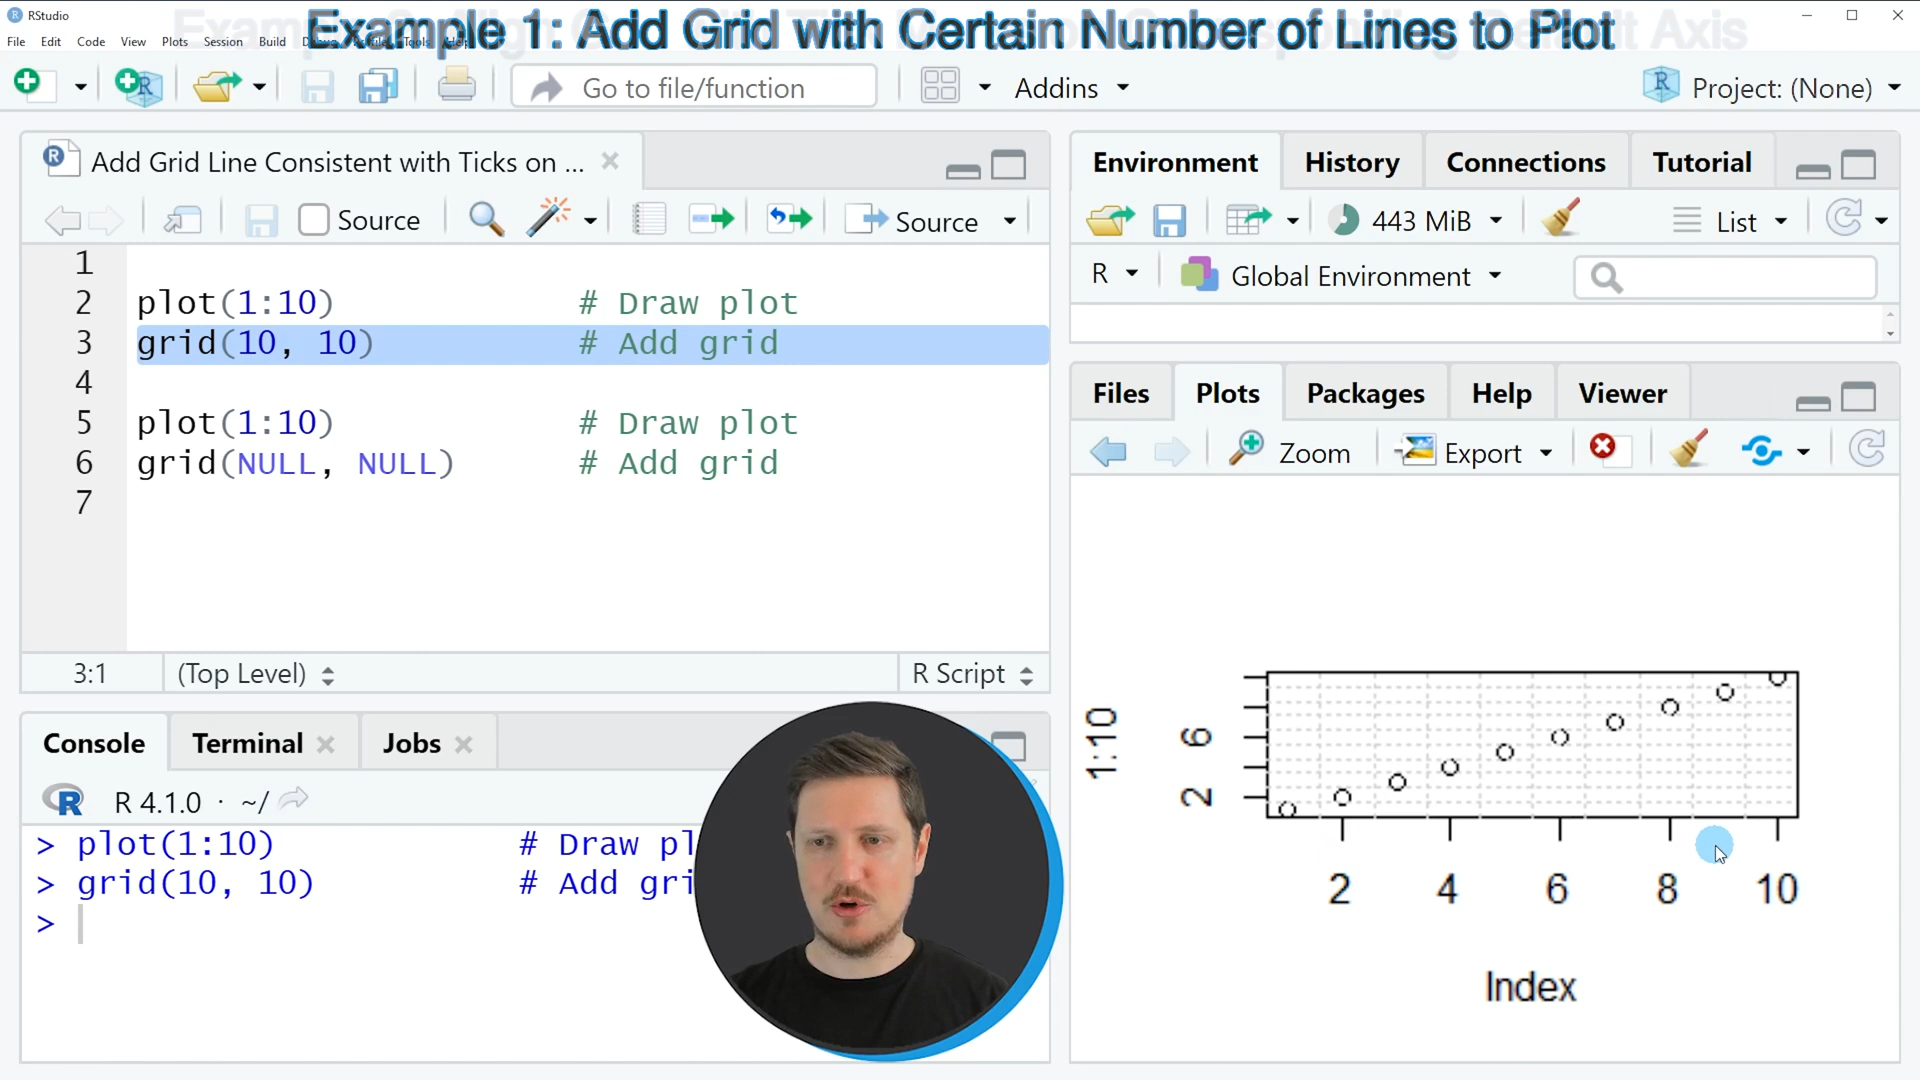 RStudio
Example 1: Add Grid with Certain Number of Lines to Plot
File Edit Code View Plots Session Build
Go to file/function
Addins
Project: (None)
Add Grid Line Consistent with Ticks on ...
Source
Source
1
2 plot(1:10) # Draw plot
3 grid(10, 10) # Add grid
4
5 plot(1:10) # Draw plot
6 grid(NULL, NULL) # Add grid
7
3:1 (Top Level) R Script
Console Terminal Jobs
R 4.1.0 · ~/
> plot(1:10) # Draw pl
> grid(10, 10) # Add gri
>
Environment History Connections Tutorial
443 MiB List
R Global Environment
Files Plots Packages Help Viewer
Zoom Export
1:10
6
2
2 4 6 8 10
Index